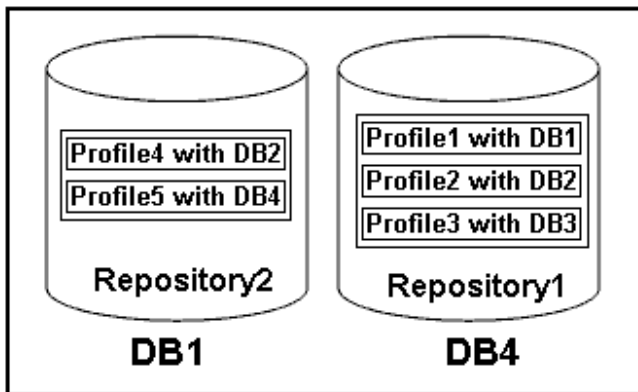 Profile4 with DB2
Profile5 with DB4
Repository2
DB1
Profile1 with DB1
Profile2 with DB2
Profile3 with DB3
Repository1
DB4